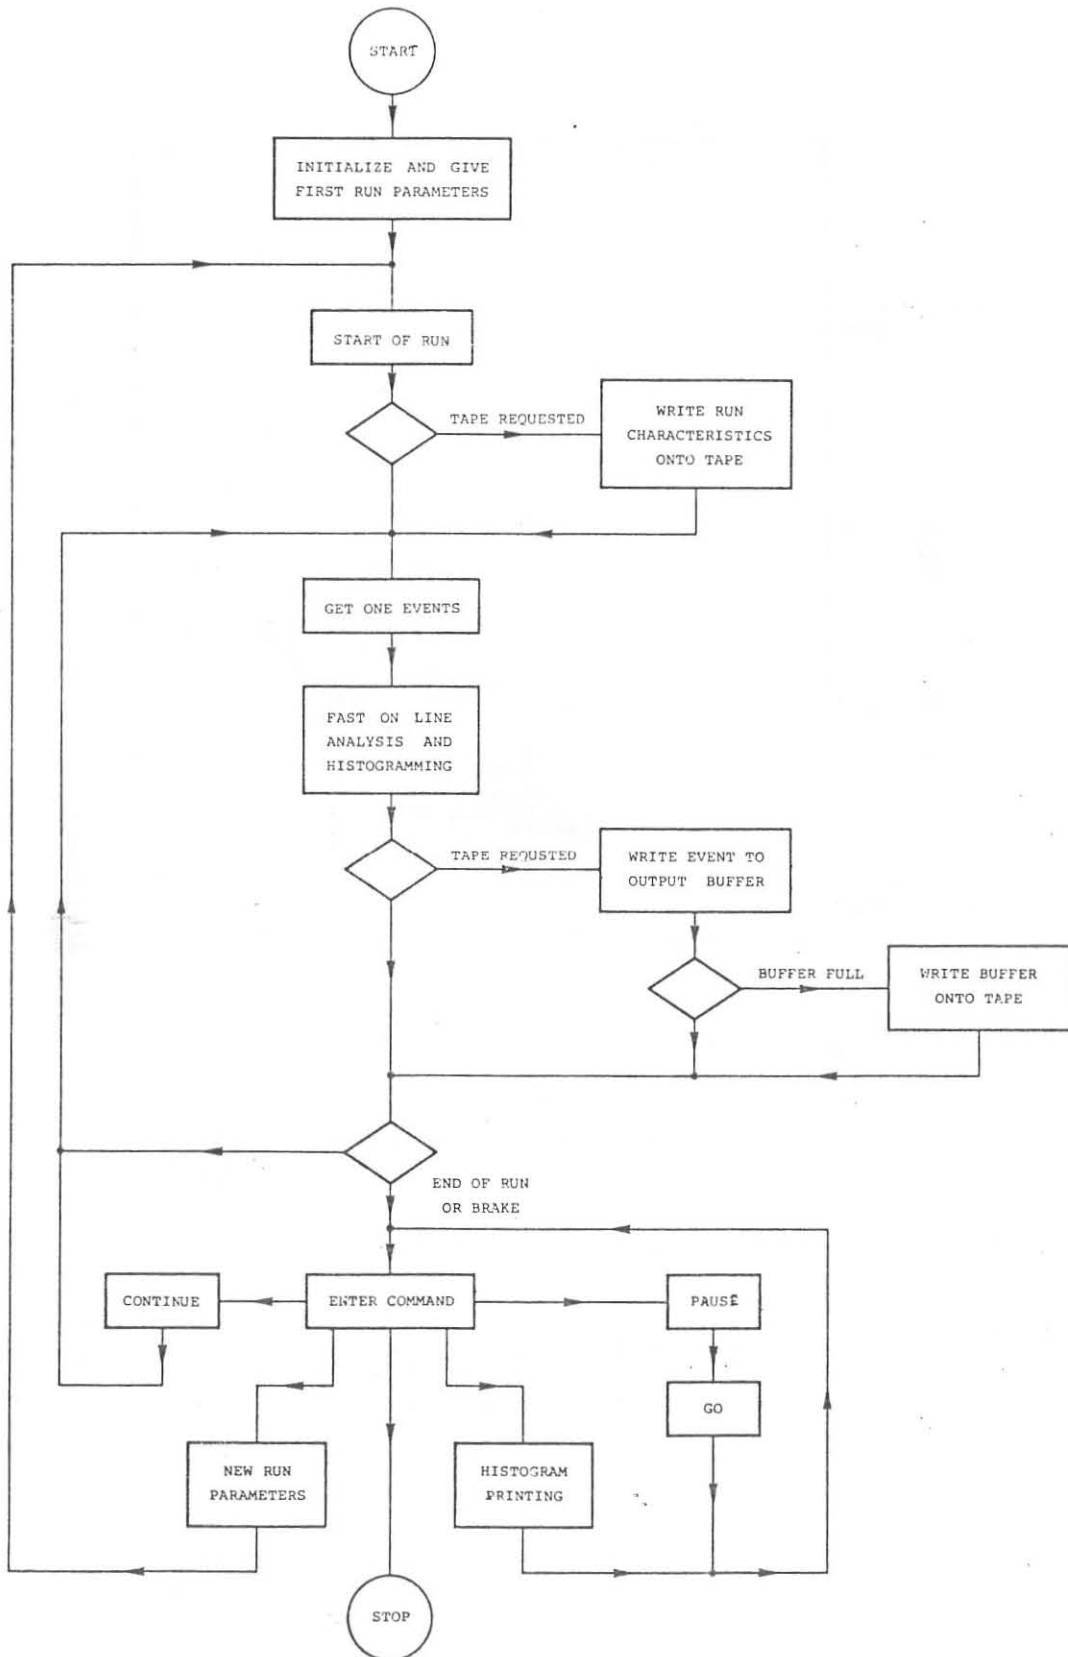 START
INITIALIZE AND GIVE
FIRST RUN PARAMETERS
START OF RUN
TAPE REQUESTED
WRITE RUN
CHARACTERISTICS
ONTO TAPE
GET ONE EVENTS
FAST ON LINE
ANALYSIS AND
HISTOGRAMMING
TAPE REQUSTED
WRITE EVENT TO
OUTPUT BUFFER
BUFFER FULL
WRITE BUFFER
ONTO TAPE
END OF RUN
OR BRAKE
CONTINUE
ENTER COMMAND
PAUSE
GO
NEW RUN
PARAMETERS
HISTOGRAM
PRINTING
STOP